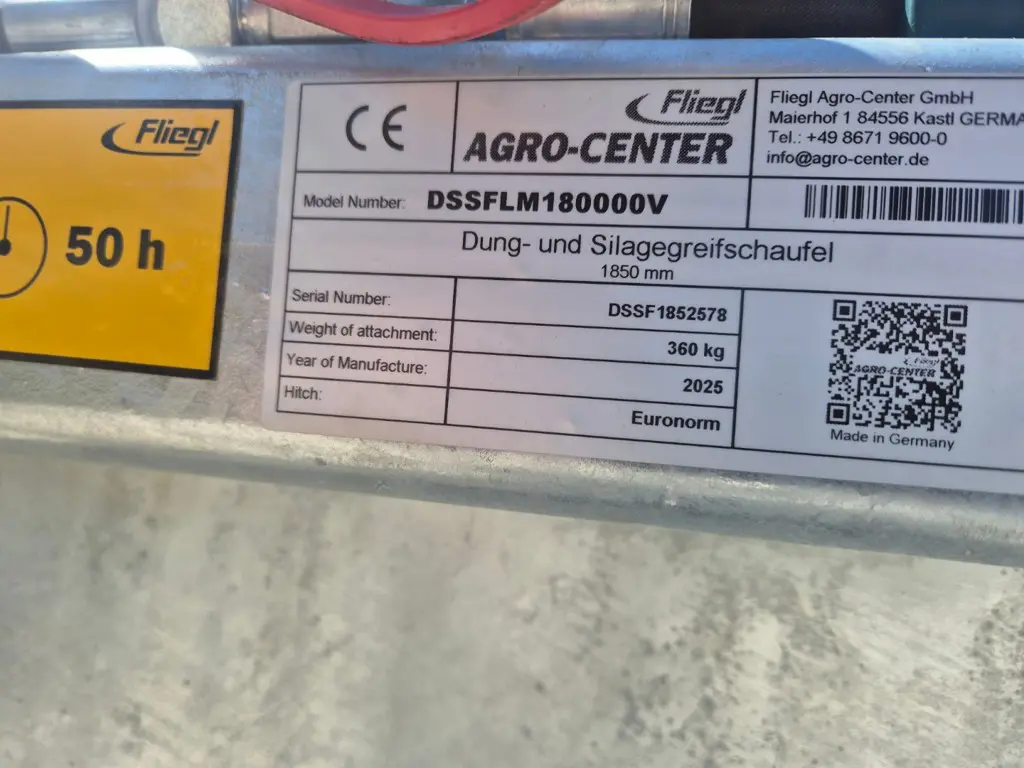 Fliegl
50 h
CE
Fliegl
AGRO-CENTER
Fliegl Agro-Center GmbH
Maierhof 1 84556 Kastl GERMA
Tel.: +49 8671 9600-0
info@agro-center.de
Model Number: DSSFLM180000V
Dung- und Silagegreifschaufel
1850 mm
Serial Number: DSSF1852578
Weight of attachment: 360 kg
Year of Manufacture: 2025
Hitch: Euronorm
Fliegl
AGRO-CENTER
Made in Germany